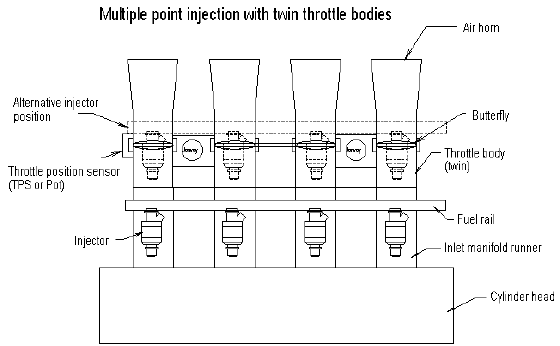 Multiple point injection with twin throttle bodies
Air horn
Alternative injector
position
Butterfly
Throttle position sensor
(TPS or Pot)
Throttle body
(twin)
Fuel rail
Injector
Inlet manifold runner
Cylinder head